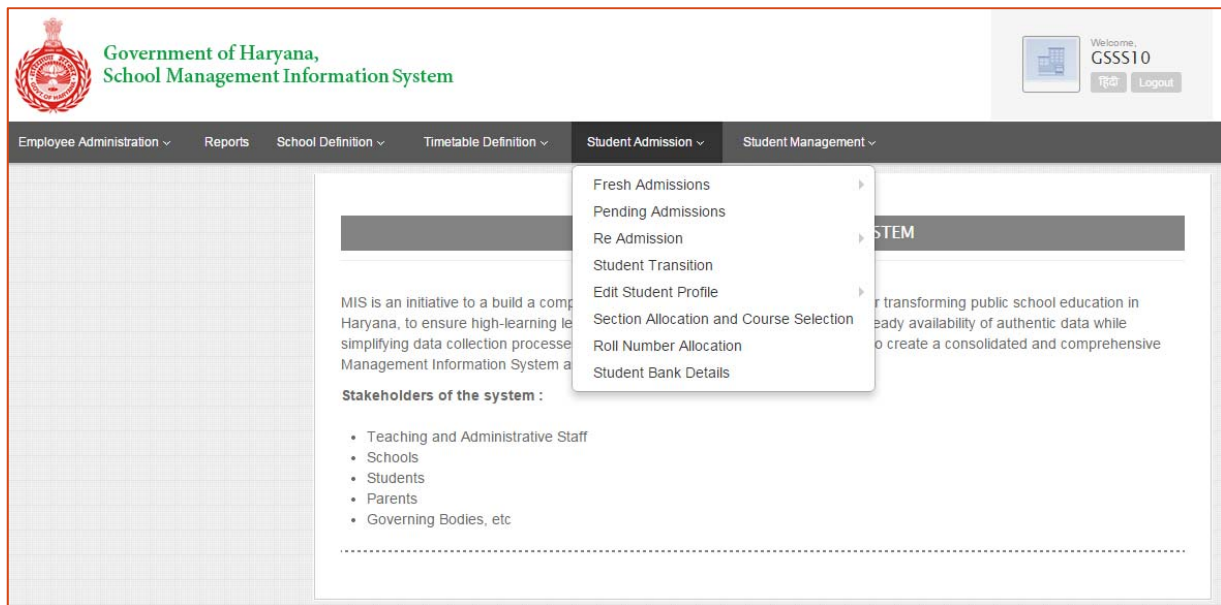 Government of Haryana,
School Management Information System
Welcome,
GSSS10
हिंदी Logout
Employee Administration Reports School Definition Timetable Definition Student Admission Student Management
Fresh Admissions
Pending Admissions
Re Admission
Student Transition
Edit Student Profile
Section Allocation and Course Selection
Roll Number Allocation
Student Bank Details
STEM
MIS is an initiative to a build a comp r transforming public school education in
Haryana, to ensure high-learning le eady availability of authentic data while
simplifying data collection processe o create a consolidated and comprehensive
Management Information System a
Stakeholders of the system :
• Teaching and Administrative Staff
• Schools
• Students
• Parents
• Governing Bodies, etc